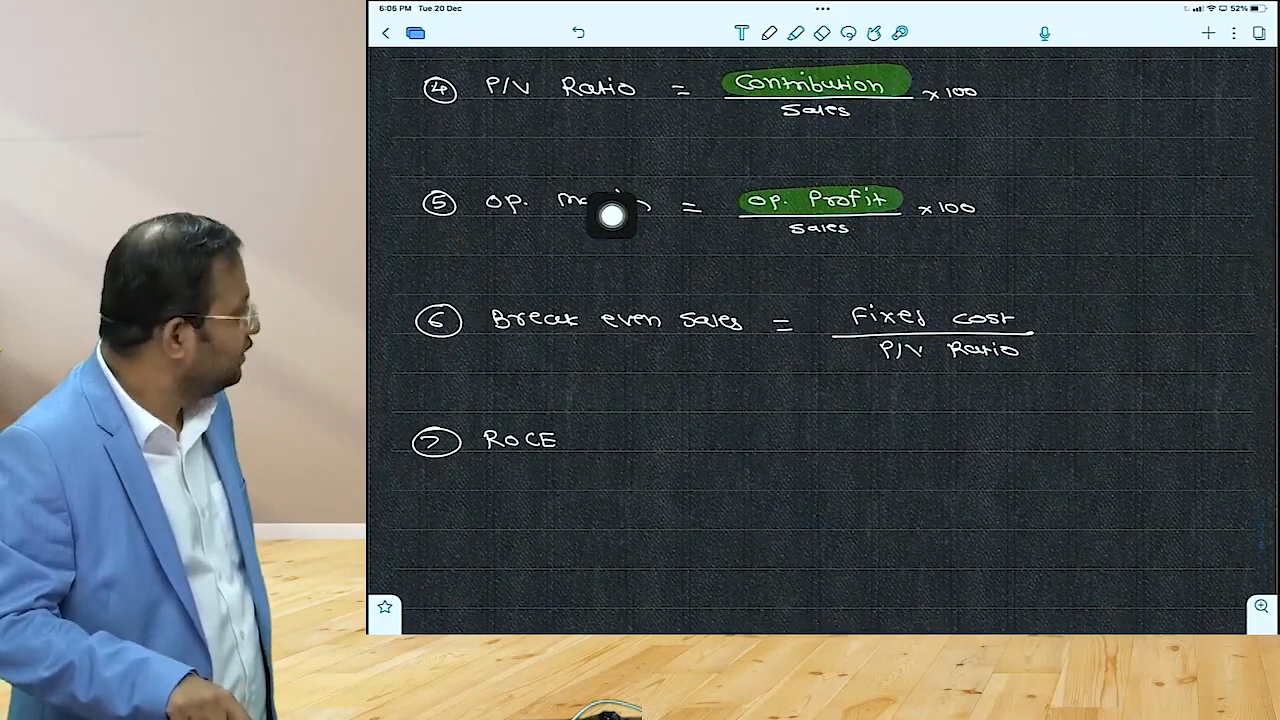 6:06 PM Tue 20 Dec
52%
④ P/V Ratio = Contribution / Sales × 100
⑤ Op. = Op. Profit / Sales × 100
⑥ Break even Sales = Fixed Cost / P/V Ratio
⑦ ROCE